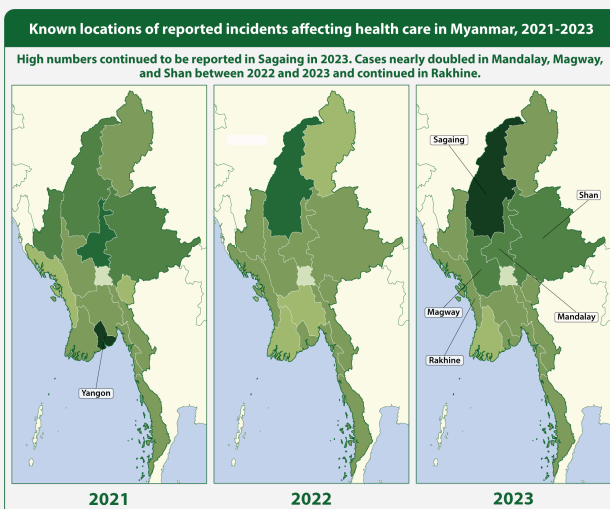 Known locations of reported incidents affecting health care in Myanmar, 2021-2023
High numbers continued to be reported in Sagaing in 2023. Cases nearly doubled in Mandalay, Magway,
and Shan between 2022 and 2023 and continued in Rakhine.
Yangon
Sagaing
Shan
Magway
Mandalay
Rakhine
2021
2022
2023